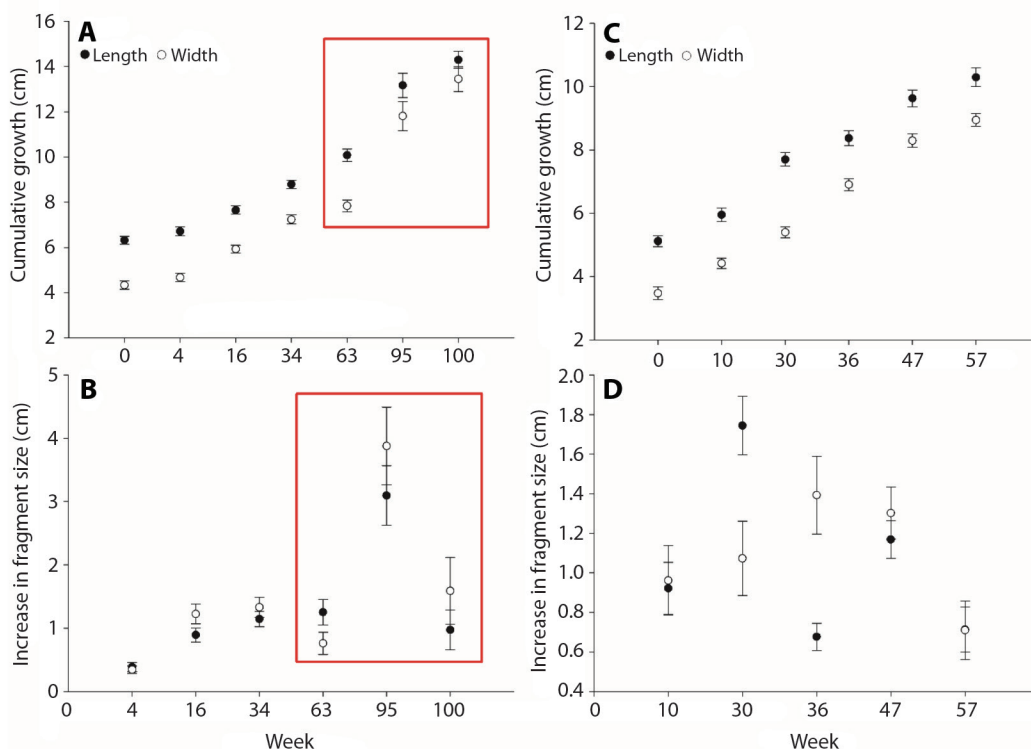 A
Length Width
Cumulative growth (cm)
16
14
12
10
8
6
4
2
0 4 16 34 63 95 100
C
Length Width
Cumulative growth (cm)
12
10
8
6
4
2
0 10 30 36 47 57
B
Increase in fragment size (cm)
5
4
3
2
1
0
0 4 16 34 63 95 100
Week
D
Increase in fragment size (cm)
2.0
1.8
1.6
1.4
1.2
1.0
0.8
0.6
0.4
0 10 30 36 47 57
Week